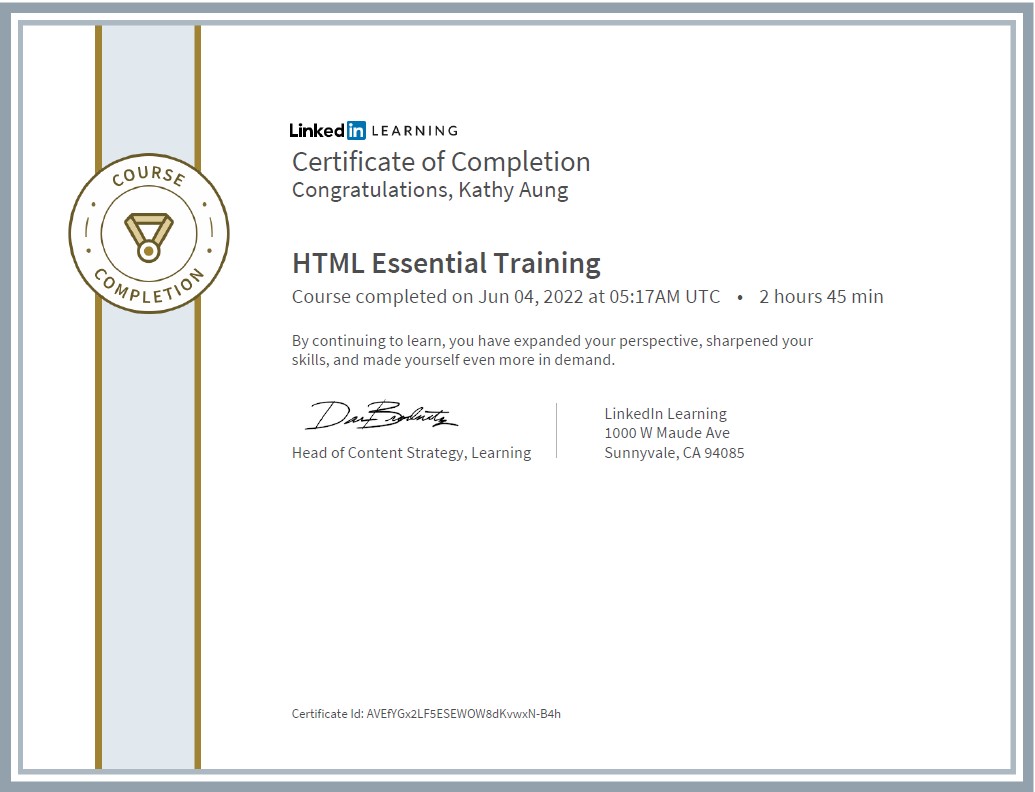 COURSE
COMPLETION
Linked in LEARNING
Certificate of Completion
Congratulations, Kathy Aung
HTML Essential Training
Course completed on Jun 04, 2022 at 05:17AM UTC • 2 hours 45 min
By continuing to learn, you have expanded your perspective, sharpened your
skills, and made yourself even more in demand.
Head of Content Strategy, Learning
LinkedIn Learning
1000 W Maude Ave
Sunnyvale, CA 94085
Certificate Id: AVEfYGx2LF5ESEWOW8dKvwxN-B4h